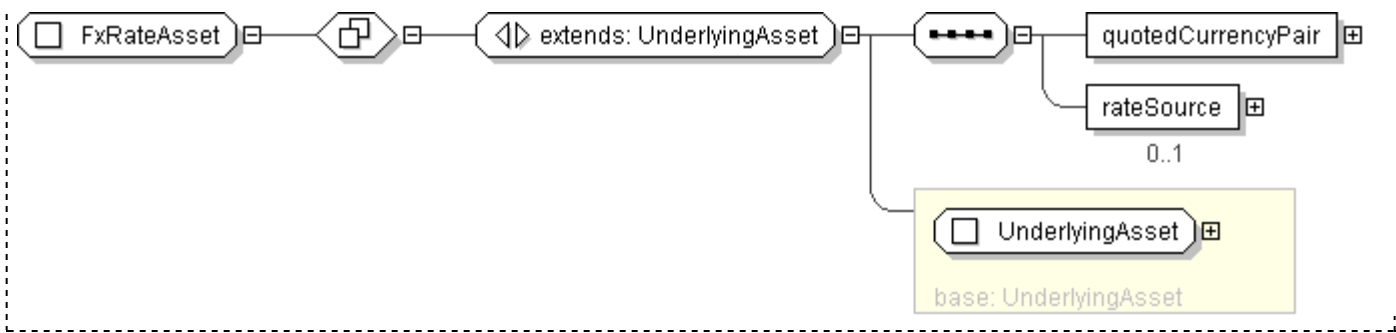 FxRateAsset
extends: UnderlyingAsset
quotedCurrencyPair
rateSource
0..1
UnderlyingAsset
base: UnderlyingAsset